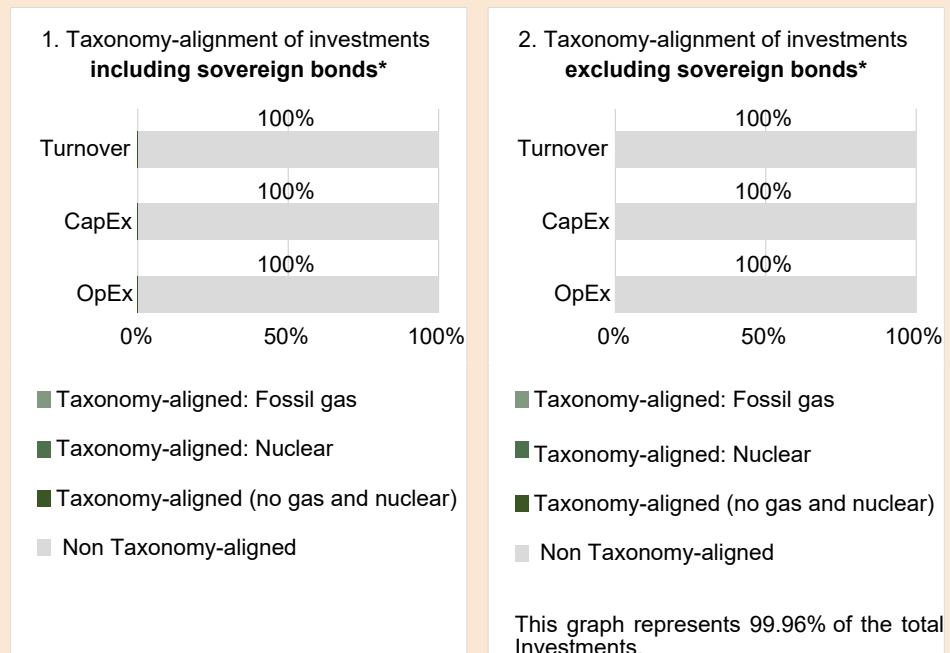 1. Taxonomy-alignment of investments
including sovereign bonds*
100%
Turnover
100%
CapEx
100%
OpEx
0% 50% 100%
Taxonomy-aligned: Fossil gas
Taxonomy-aligned: Nuclear
Taxonomy-aligned (no gas and nuclear)
Non Taxonomy-aligned
2. Taxonomy-alignment of investments
excluding sovereign bonds*
100%
Turnover
100%
CapEx
100%
OpEx
0% 50% 100%
Taxonomy-aligned: Fossil gas
Taxonomy-aligned: Nuclear
Taxonomy-aligned (no gas and nuclear)
Non Taxonomy-aligned
This graph represents 99.96% of the total
Investments.